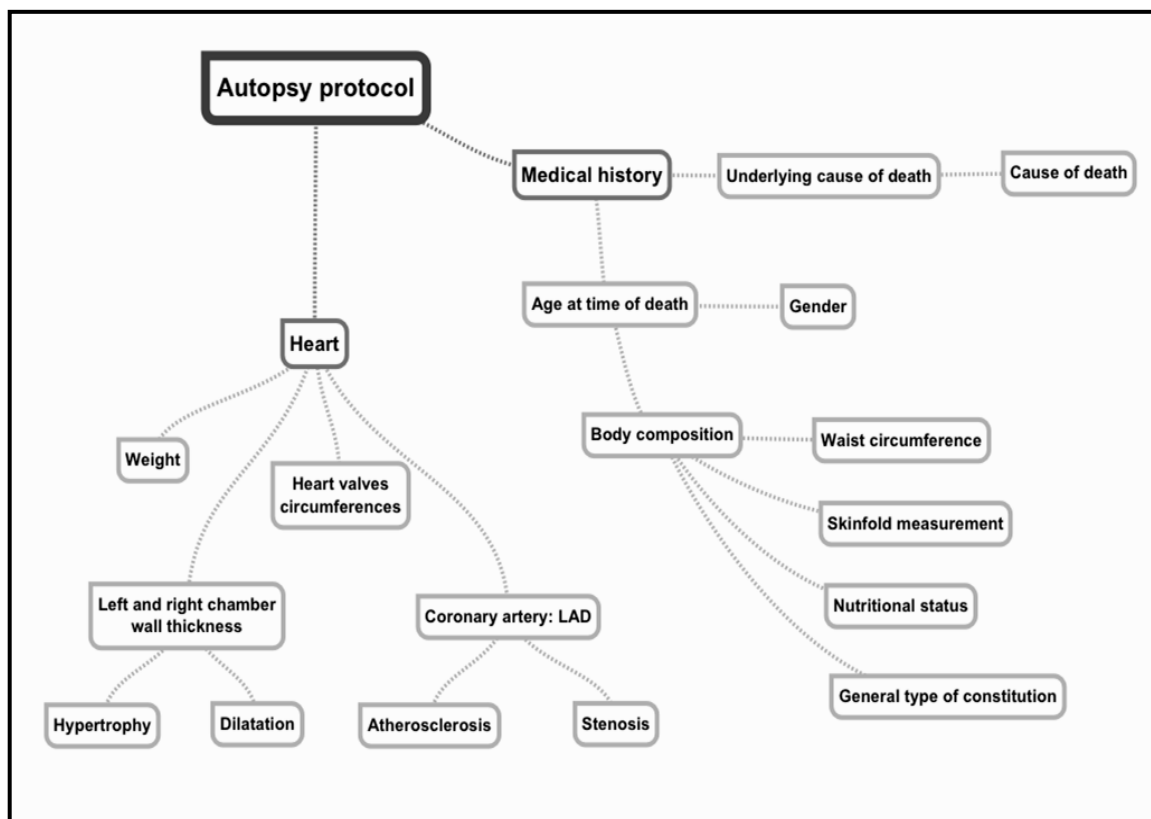 Autopsy protocol
Medical history
Underlying cause of death
Cause of death
Age at time of death
Gender
Heart
Body composition
Waist circumference
Weight
Heart valves
circumferences
Skinfold measurement
Left and right chamber
wall thickness
Coronary artery: LAD
Nutritional status
General type of constitution
Hypertrophy
Dilatation
Atherosclerosis
Stenosis